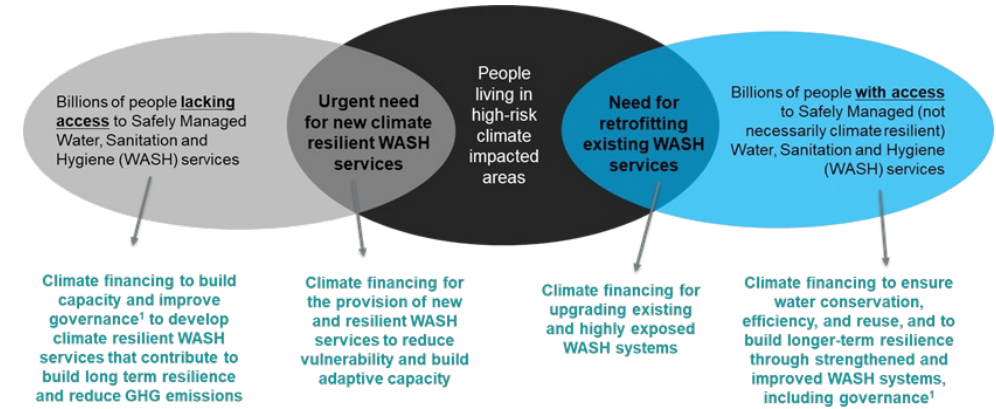 Billions of people lacking
access to Safely Managed
Water, Sanitation and
Hygiene (WASH) services
Urgent need
for new climate
resilient WASH
services
People
living in
high-risk
climate
impacted
areas
Need for
retrofitting
existing WASH
services
Billions of people with access
to Safely Managed (not
necessarily climate resilient)
Water, Sanitation and Hygiene
(WASH) services
Climate financing to build
capacity and improve
governance¹ to develop
climate resilient WASH
services that contribute to
build long term resilience
and reduce GHG emissions
Climate financing for
the provision of new
and resilient WASH
services to reduce
vulnerability and build
adaptive capacity
Climate financing for
upgrading existing
and highly exposed
WASH systems
Climate financing to ensure
water conservation,
efficiency, and reuse, and to
build longer-term resilience
through strengthened and
improved WASH systems,
including governance¹